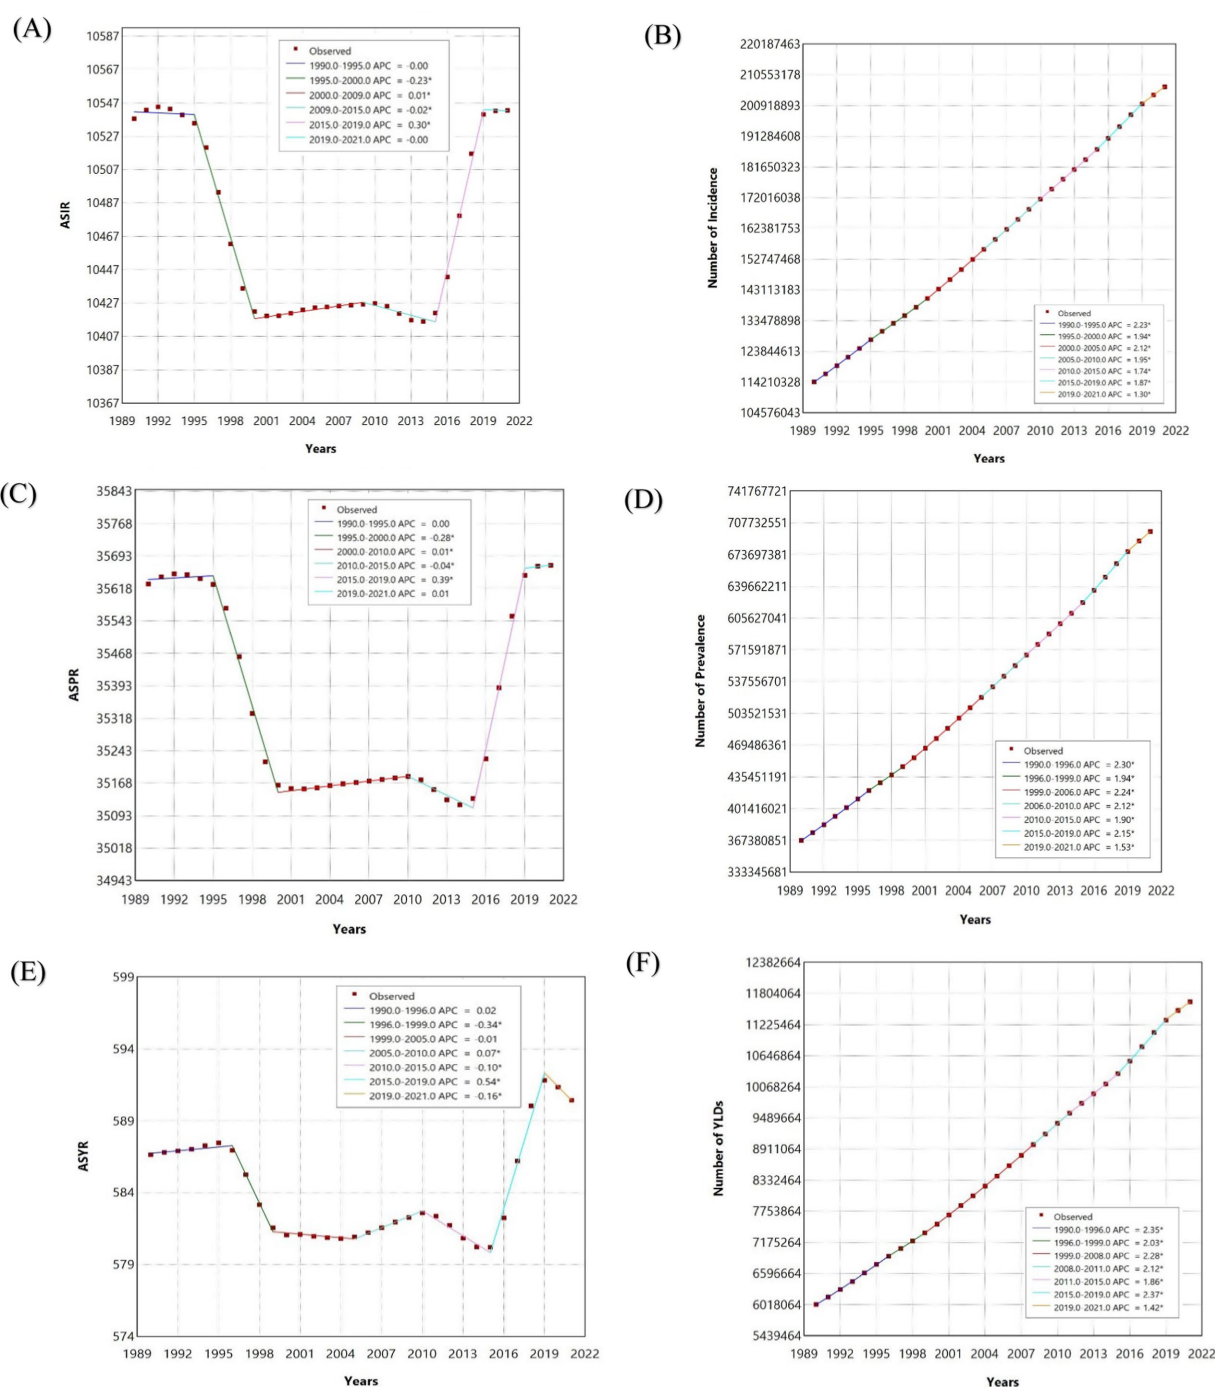 (A)
10587
10567
10547
10527
10507
10487
10467
10447
10427
10407
10387
10367
ASIR
Observed
1990.0-1995.0 APC = -0.00
1995.0-2000.0 APC = -0.23*
2000.0-2009.0 APC = 0.01*
2009.0-2015.0 APC = -0.02*
2015.0-2019.0 APC = 0.30*
2019.0-2021.0 APC = -0.00
1989 1992 1995 1998 2001 2004 2007 2010 2013 2016 2019 2022
Years
(B)
220187463
210553178
200918893
191284608
181650323
172016038
162381753
152747468
143113183
133478898
123844613
114210328
104576043
Number of Incidence
Observed
1990.0-1995.0 APC = 2.23*
1995.0-2000.0 APC = 1.94*
2000.0-2005.0 APC = 2.12*
2005.0-2010.0 APC = 1.95*
2010.0-2015.0 APC = 1.74*
2015.0-2019.0 APC = 1.87*
2019.0-2021.0 APC = 1.30*
1989 1992 1995 1998 2001 2004 2007 2010 2013 2016 2019 2022
Years
(C)
35843
35768
35693
35618
35543
35468
35393
35318
35243
35168
35093
35018
34943
ASPR
Observed
1990.0-1995.0 APC = 0.00
1995.0-2000.0 APC = -0.28*
2000.0-2010.0 APC = 0.01*
2010.0-2015.0 APC = -0.04*
2015.0-2019.0 APC = 0.39*
2019.0-2021.0 APC = 0.01
1989 1992 1995 1998 2001 2004 2007 2010 2013 2016 2019 2022
Years
(D)
741767721
707732551
673697381
639662211
605627041
571591871
537556701
503521531
469486361
435451191
401416021
367380851
333345681
Number of Prevalence
Observed
1990.0-1996.0 APC = 2.30*
1996.0-1999.0 APC = 1.94*
1999.0-2006.0 APC = 2.24*
2006.0-2010.0 APC = 2.12*
2010.0-2015.0 APC = 1.90*
2015.0-2019.0 APC = 2.15*
2019.0-2021.0 APC = 1.53*
1989 1992 1995 1998 2001 2004 2007 2010 2013 2016 2019 2022
Years
(E)
599
594
589
584
579
574
ASYR
Observed
1990.0-1996.0 APC = 0.02
1996.0-1999.0 APC = -0.34*
1999.0-2005.0 APC = -0.01
2005.0-2010.0 APC = 0.07*
2010.0-2015.0 APC = -0.10*
2015.0-2019.0 APC = 0.54*
2019.0-2021.0 APC = -0.16*
1989 1992 1995 1998 2001 2004 2007 2010 2013 2016 2019 2022
Years
(F)
12382664
11804064
11225464
10646864
10068264
9489664
8911064
8332464
7753864
7175264
6596664
6018064
5439464
Number of YLDs
Observed
1990.0-1996.0 APC = 2.35*
1996.0-1999.0 APC = 2.03*
1999.0-2008.0 APC = 2.28*
2008.0-2011.0 APC = 2.12*
2011.0-2015.0 APC = 1.86*
2015.0-2019.0 APC = 2.37*
2019.0-2021.0 APC = 1.42*
1989 1992 1995 1998 2001 2004 2007 2010 2013 2016 2019 2022
Years